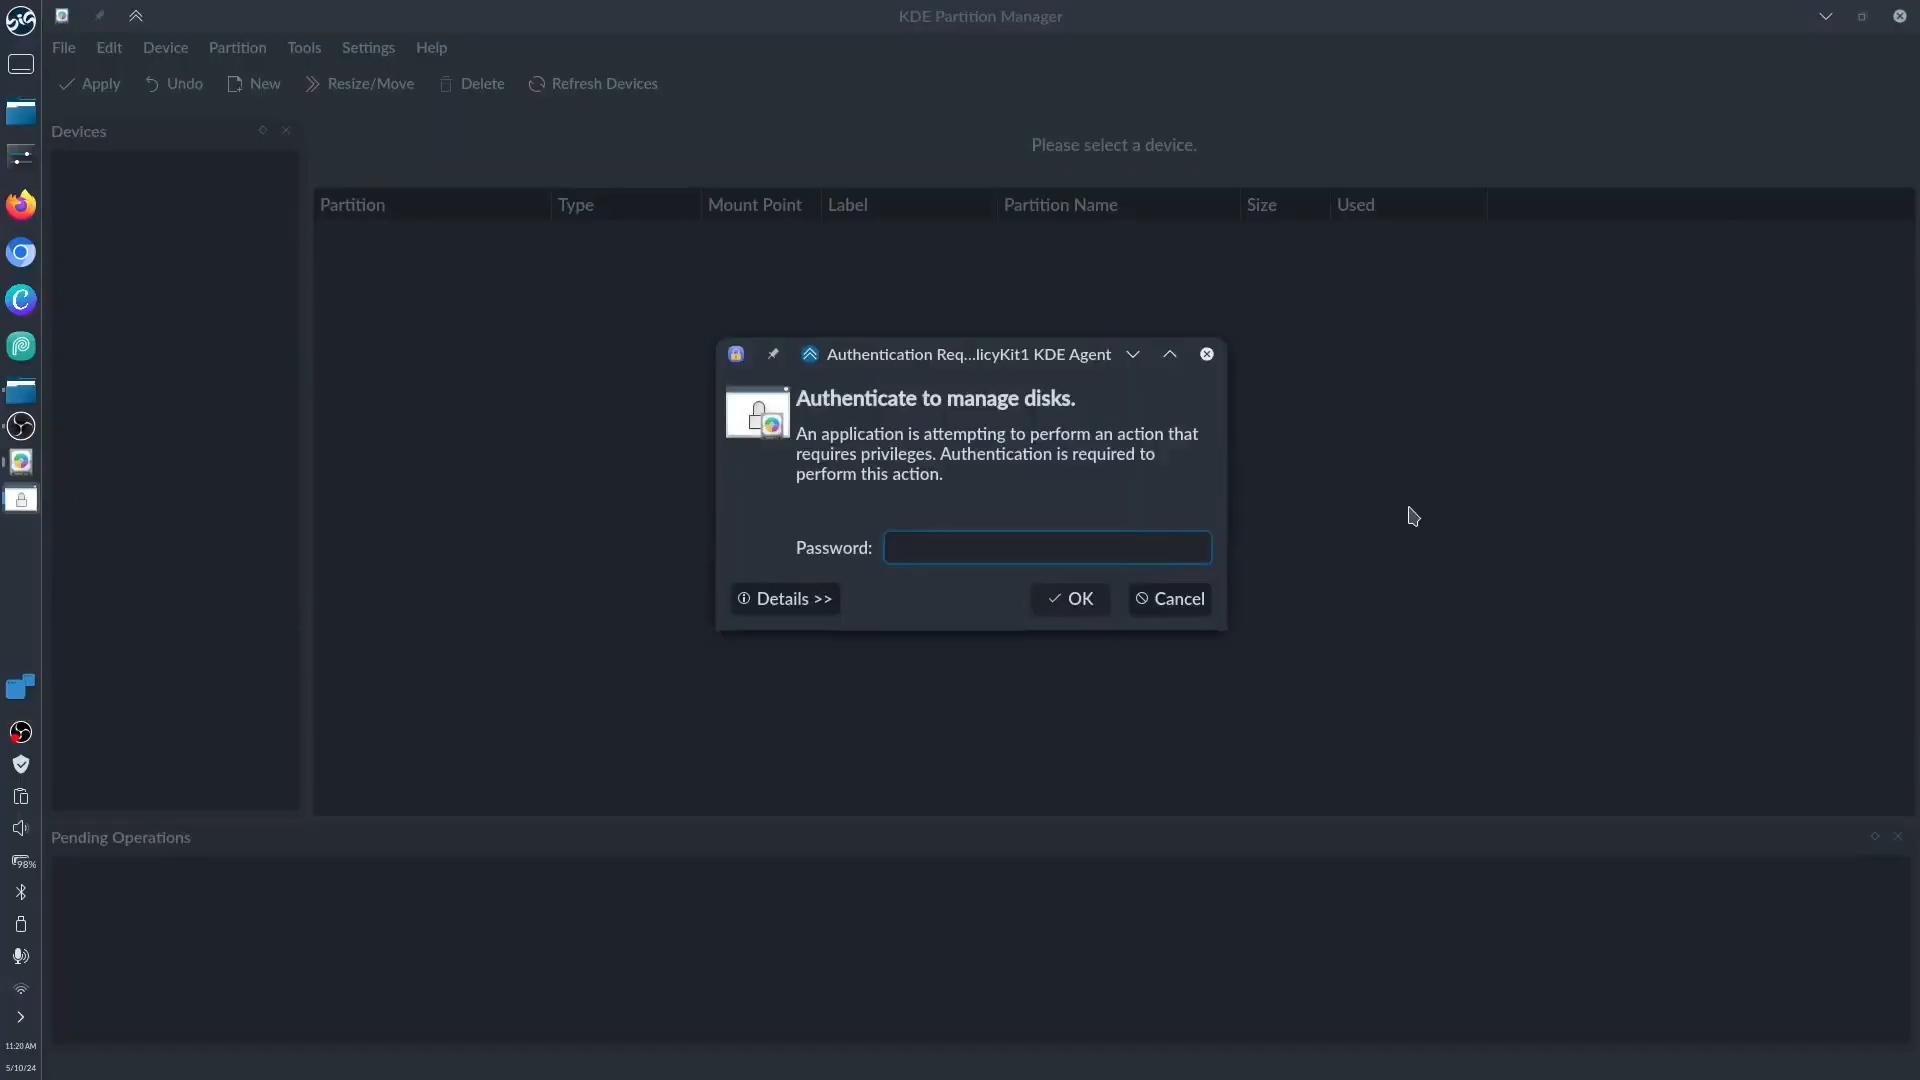 KDE Partition Manager
File Edit Device Partition Tools Settings Help
Apply Undo New Resize/Move Delete Refresh Devices
Devices
Please select a device.
Partition Type Mount Point Label Partition Name Size Used
Authentication Req...licyKit1 KDE Agent
Authenticate to manage disks.
An application is attempting to perform an action that
requires privileges. Authentication is required to
perform this action.
Password:
Details >> OK Cancel
Pending Operations
98%
11:20 AM
5/10/24